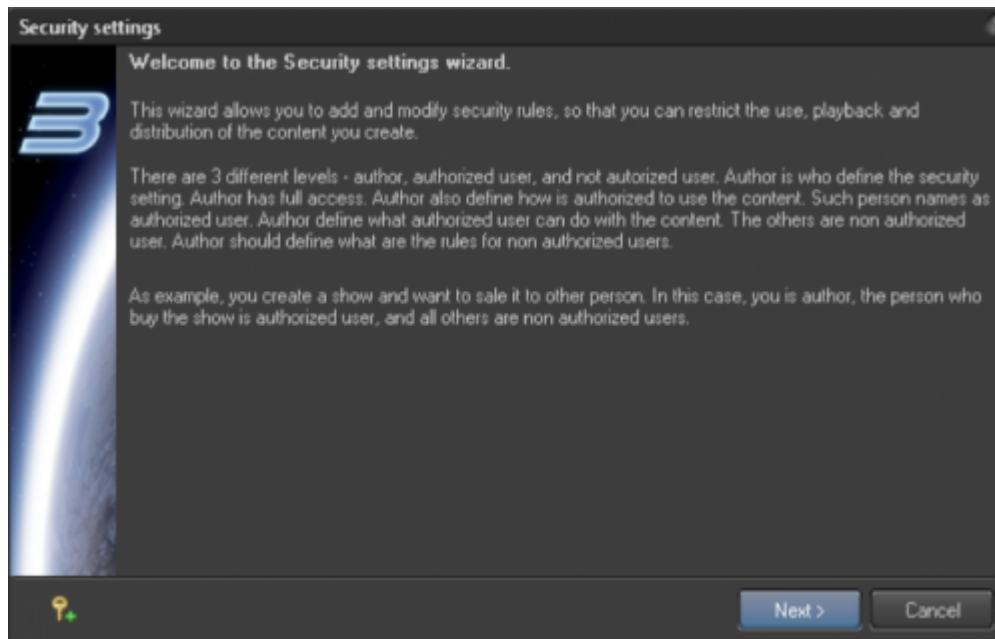 Security settings
Welcome to the Security settings wizard.
This wizard allows you to add and modify security rules, so that you can restrict the use, playback and
distribution of the content you create.
There are 3 different levels - author, authorized user, and not autorized user. Author is who define the security
setting. Author has full access. Author also define how is authorized to use the content. Such person names as
authorized user. Author define what authorized user can do with the content. The others are non authorized
user. Author should define what are the rules for non authorized users.
As example, you create a show and want to sale it to other person. In this case, you is author, the person who
buy the show is authorized user, and all others are non authorized users.
3
Next >
Cancel